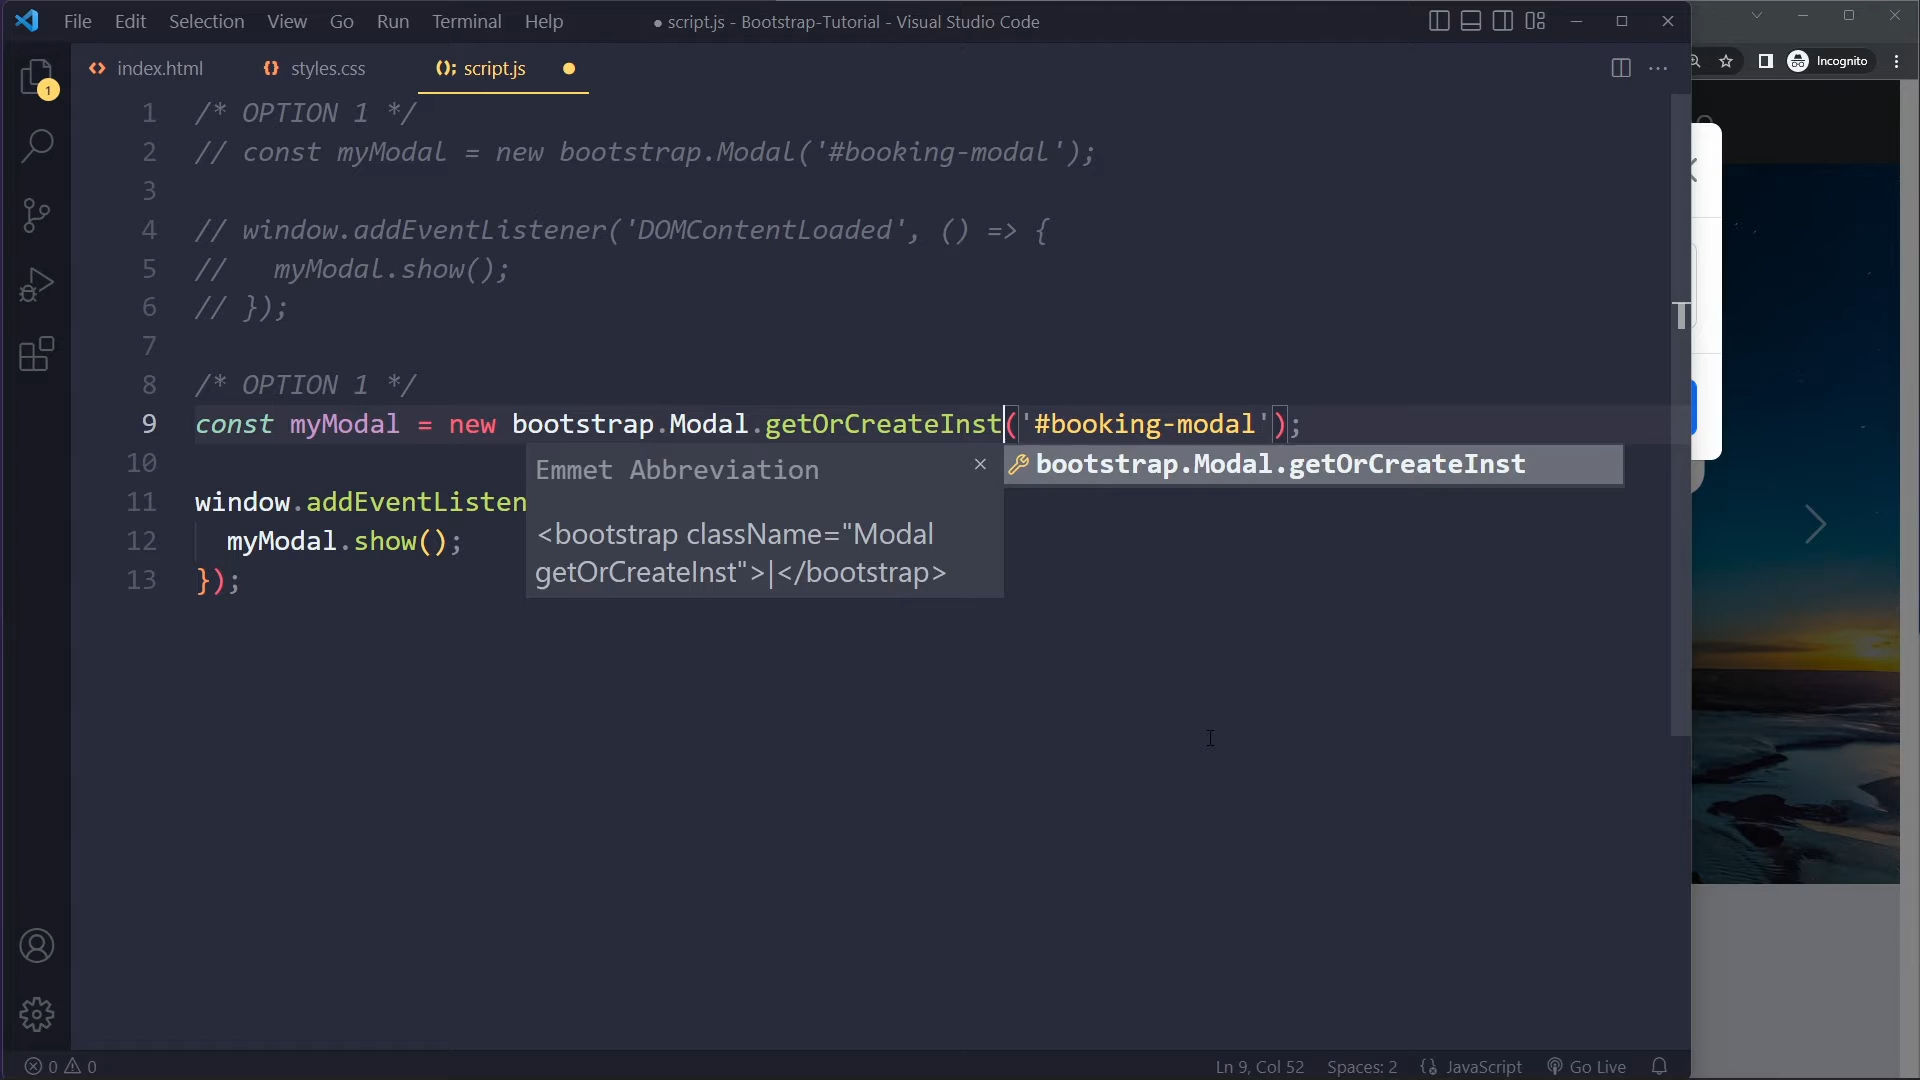 File Edit Selection View Go Run Terminal Help
● script.js - Bootstrap-Tutorial - Visual Studio Code
Incognito
index.html
styles.css
script.js
1
1 /* OPTION 1 */
2 // const myModal = new bootstrap.Modal('#booking-modal');
3
4 // window.addEventListener('DOMContentLoaded', () => {
5 //   myModal.show();
6 // });
7
8 /* OPTION 1 */
9 const myModal = new bootstrap.Modal.getOrCreateInst('#booking-modal');
10
Emmet Abbreviation
bootstrap.Modal.getOrCreateInst
11 window.addEventListen
12   myModal.show();
13 });
<bootstrap className="Modal
getOrCreateInst">|</bootstrap>
0 0
Ln 9, Col 52 Spaces: 2 JavaScript Go Live